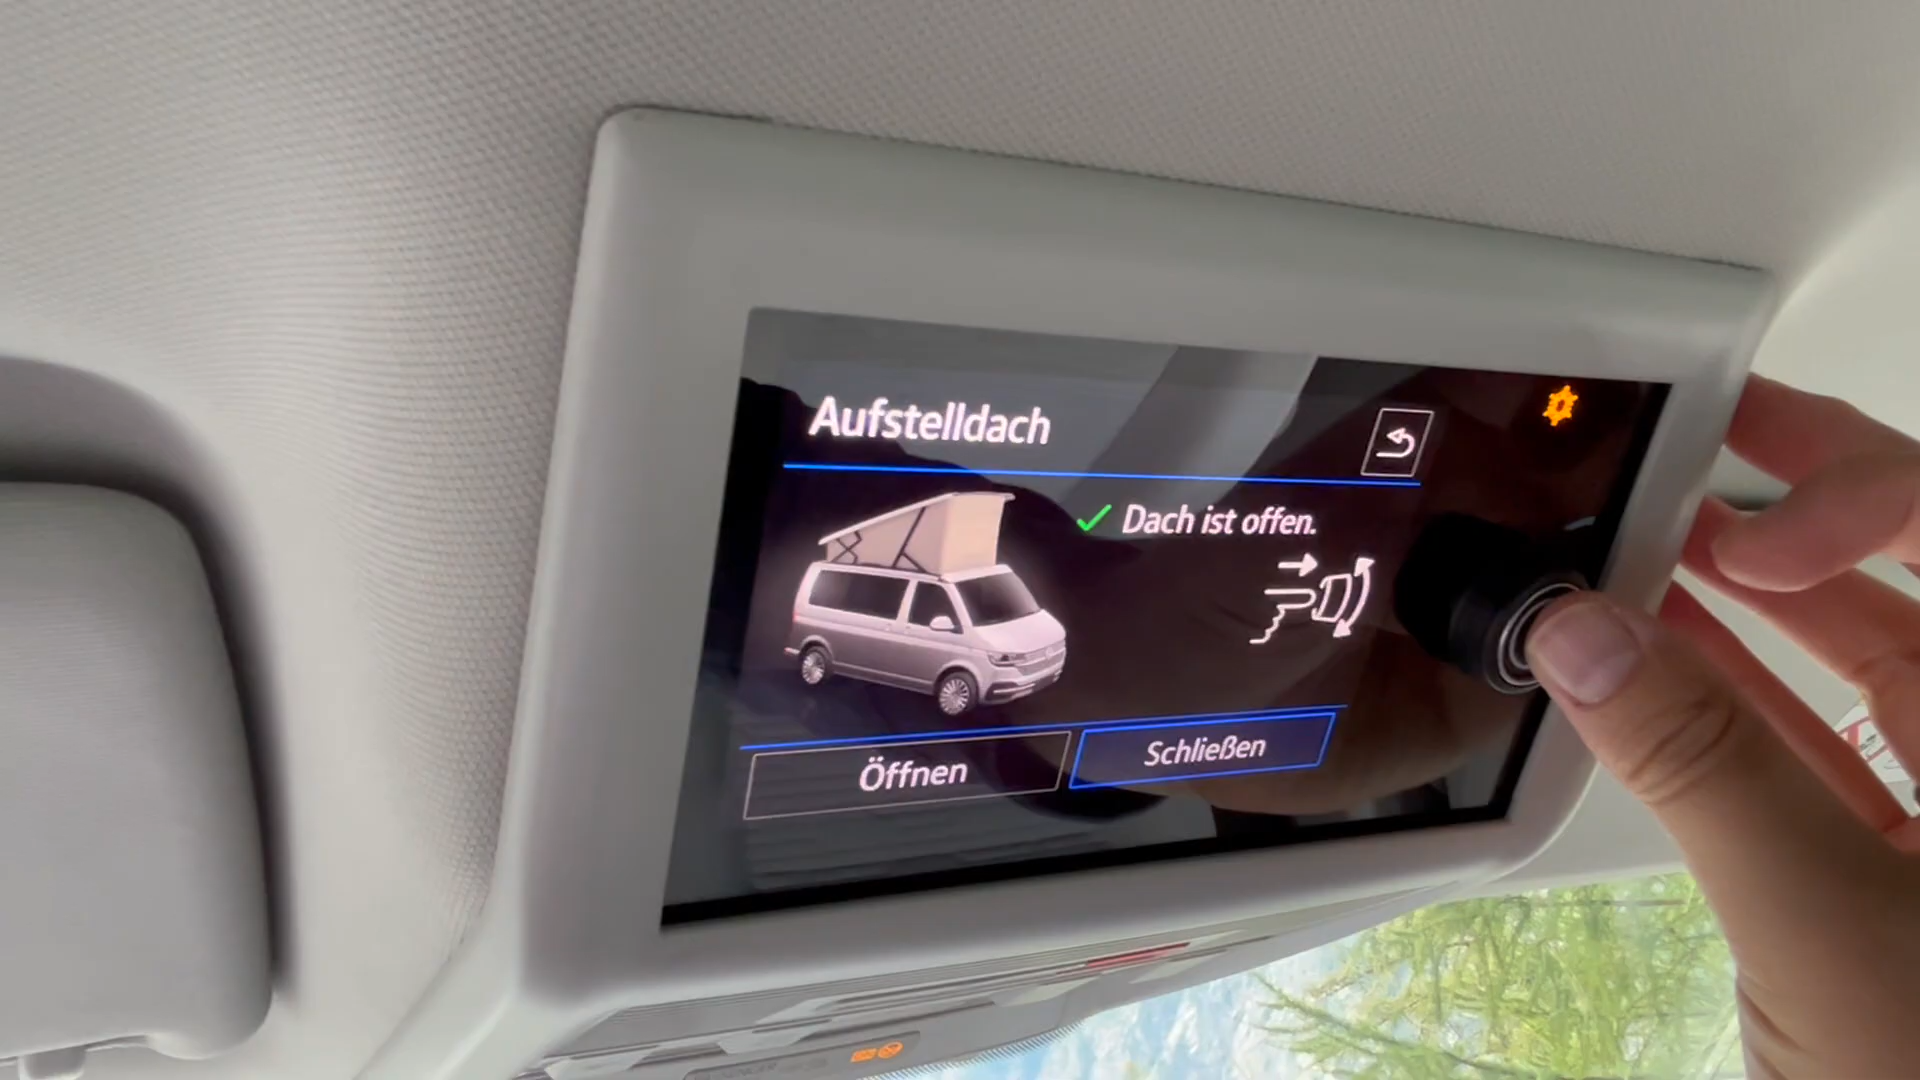 Aufstelldach
Dach ist offen.
Öffnen
Schließen